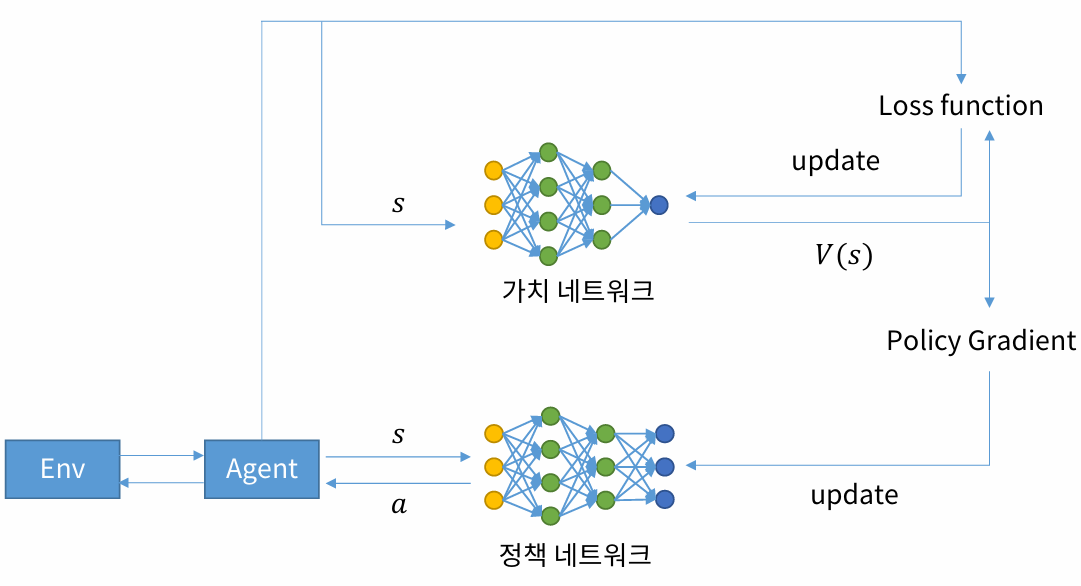 Loss function
update
s
V(s)
가치 네트워크
Policy Gradient
Env
Agent
s
a
update
정책 네트워크